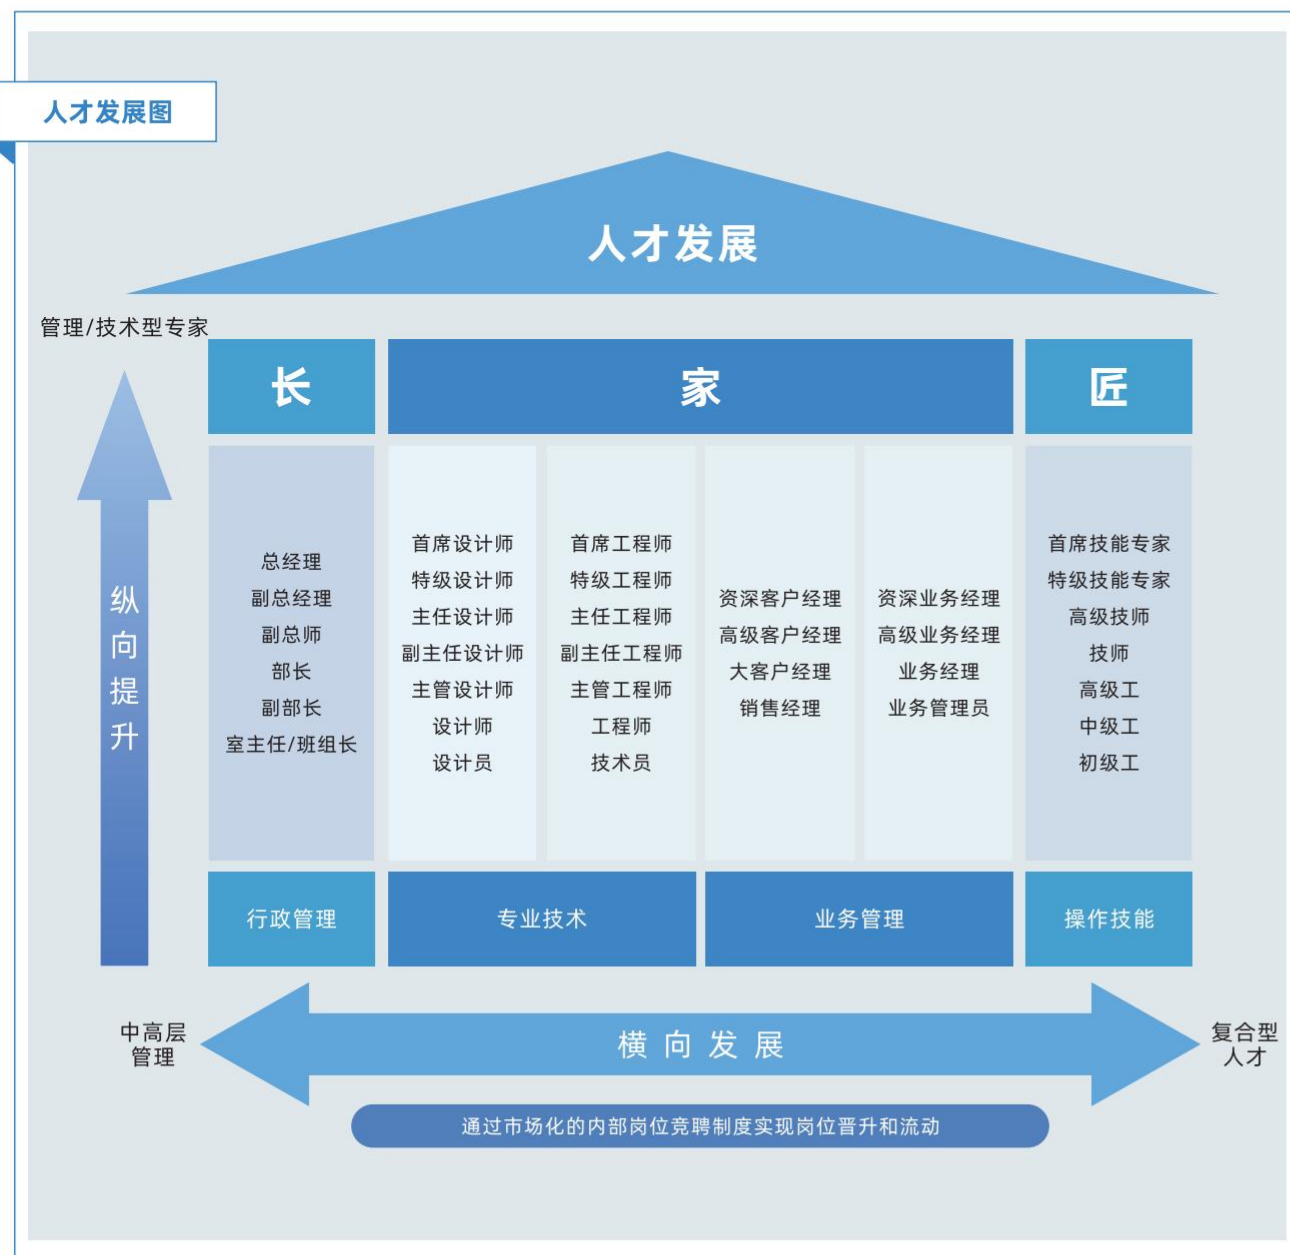 人才发展图
人才发展
管理/技术型专家
长
家
匠
纵向提升
总经理
副总经理
副总师
部长
副部长
室主任/班组长
首席设计师
特级设计师
主任设计师
副主任设计师
主管设计师
设计师
设计员
首席工程师
特级工程师
主任工程师
副主任工程师
主管工程师
工程师
技术员
资深客户经理
高级客户经理
大客户经理
销售经理
资深业务经理
高级业务经理
业务经理
业务管理员
首席技能专家
特级技能专家
高级技师
技师
高级工
中级工
初级工
行政管理
专业技术
业务管理
操作技能
中高层
管理
横向发展
复合型
人才
通过市场化的内部岗位竞聘制度实现岗位晋升和流动